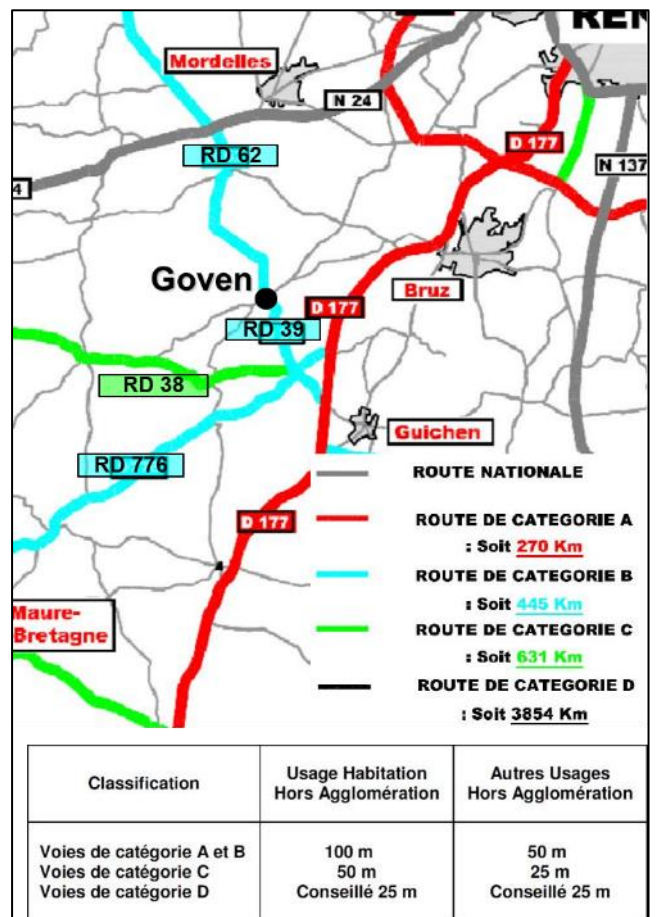 REN
Mordelles
N 24
D 177
RD 62
N 137
4
Goven
Bruz
D 177
RD 39
RD 38
Guichen
RD 776
D 177
ROUTE NATIONALE
ROUTE DE CATEGORIE A
: Soit 270 Km
ROUTE DE CATEGORIE B
: Soit 445 Km
Maure-
Bretagne
ROUTE DE CATEGORIE C
: Soit 631 Km
ROUTE DE CATEGORIE D
: Soit 3854 Km
Classification
Usage Habitation
Hors Agglomération
Autres Usages
Hors Agglomération
Voies de catégorie A et B 100 m 50 m
Voies de catégorie C 50 m 25 m
Voies de catégorie D Conseillé 25 m Conseillé 25 m